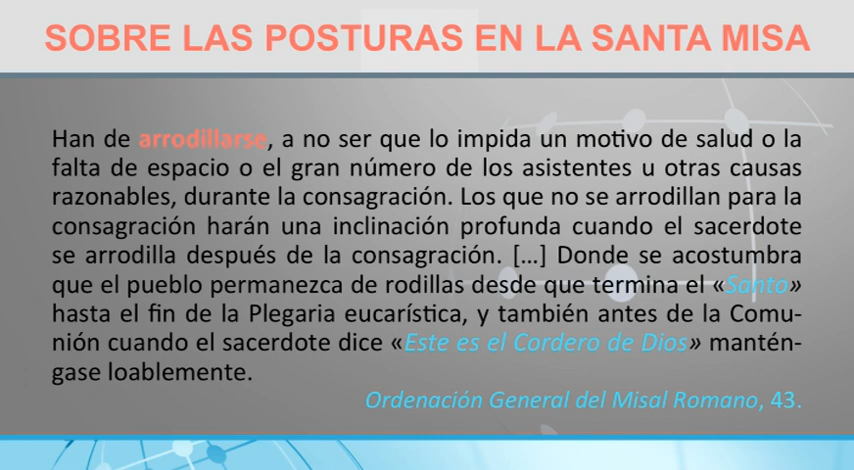 SOBRE LAS POSTURAS EN LA SANTA MISA
Han de arrodillarse, a no ser que lo impida un motivo de salud o la
falta de espacio o el gran número de los asistentes u otras causas
razonables, durante la consagración. Los que no se arrodillan para la
consagración harán una inclinación profunda cuando el sacerdote
se arrodilla después de la consagración. [...] Donde se acostumbra
que el pueblo permanezca de rodillas desde que termina el «Santo»
hasta el fin de la Plegaria eucarística, y también antes de la Comu-
nión cuando el sacerdote dice «Este es el Cordero de Dios» mantén-
gase loablemente.
Ordenación General del Misal Romano, 43.